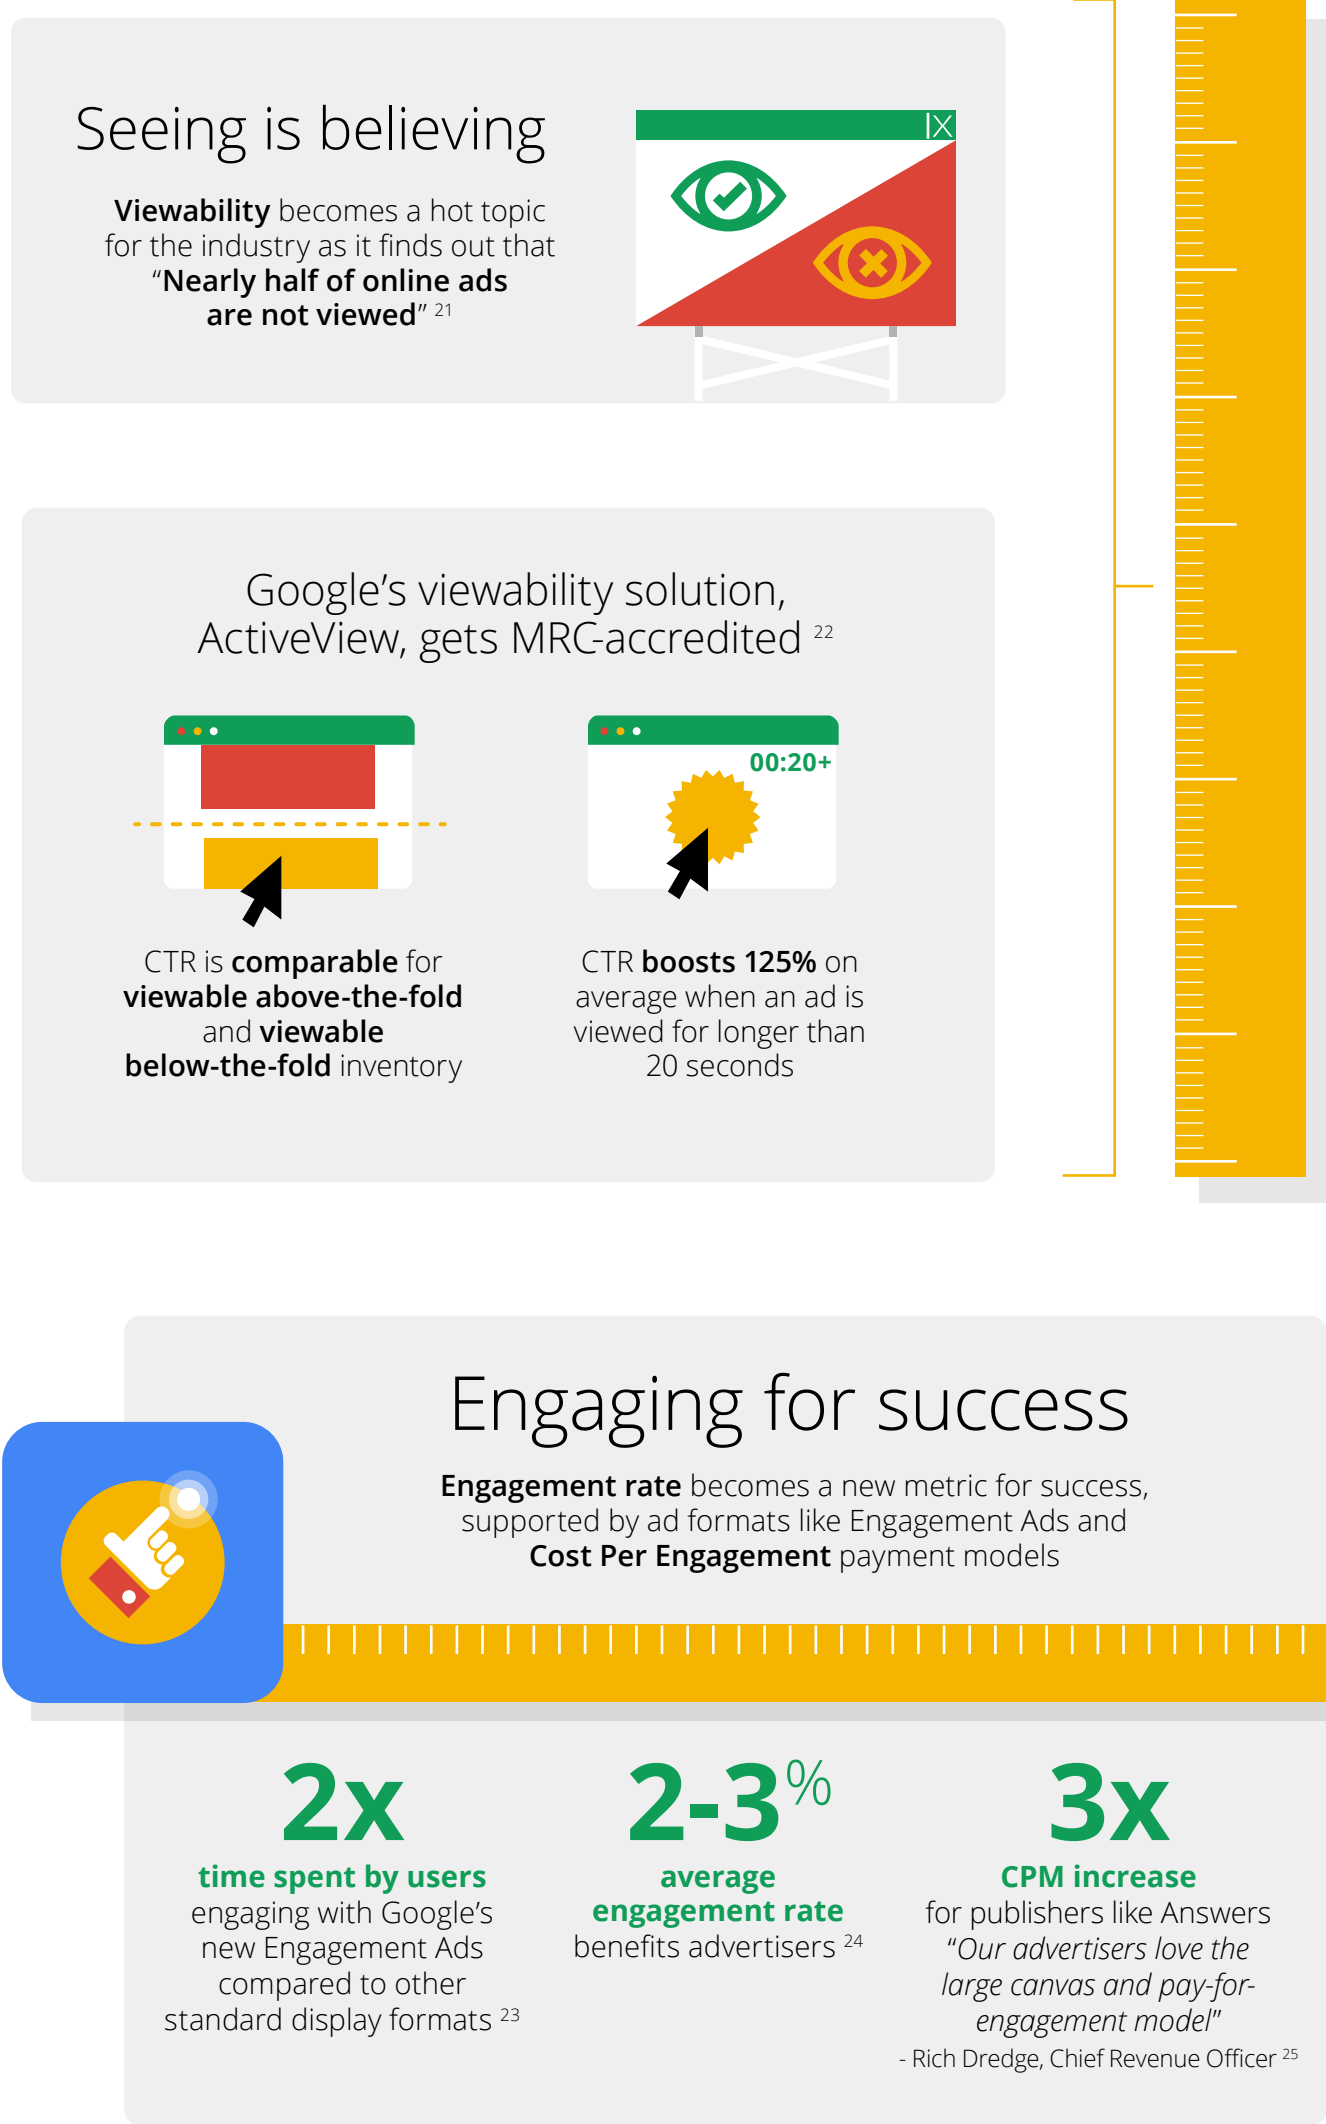 Seeing is believing
Viewability becomes a hot topic
for the industry as it finds out that
“Nearly half of online ads
are not viewed” 21
X
Google’s viewability solution,
ActiveView, gets MRC-accredited 22
00:20+
CTR is comparable for
viewable above-the-fold
and viewable
below-the-fold inventory
CTR boosts 125% on
average when an ad is
viewed for longer than
20 seconds
Engaging for success
Engagement rate becomes a new metric for success,
supported by ad formats like Engagement Ads and
Cost Per Engagement payment models
2x
time spent by users
engaging with Google’s
new Engagement Ads
compared to other
standard display formats 23
2-3%
average
engagement rate
benefits advertisers 24
3x
CPM increase
for publishers like Answers
“Our advertisers love the
large canvas and pay-for-
engagement model”
- Rich Dredge, Chief Revenue Officer 25